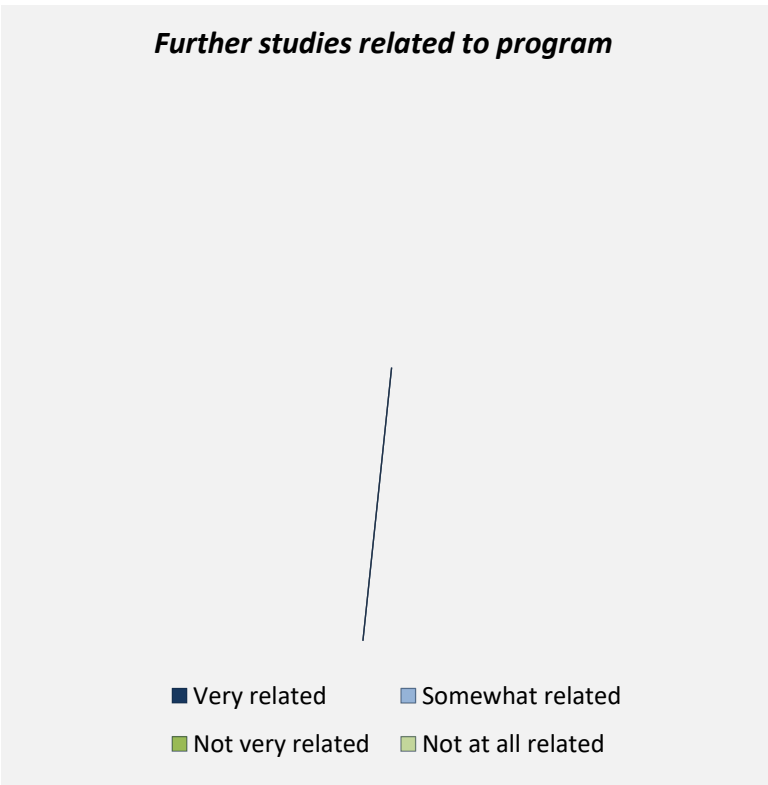 Further studies related to program
Very related
Somewhat related
Not very related
Not at all related